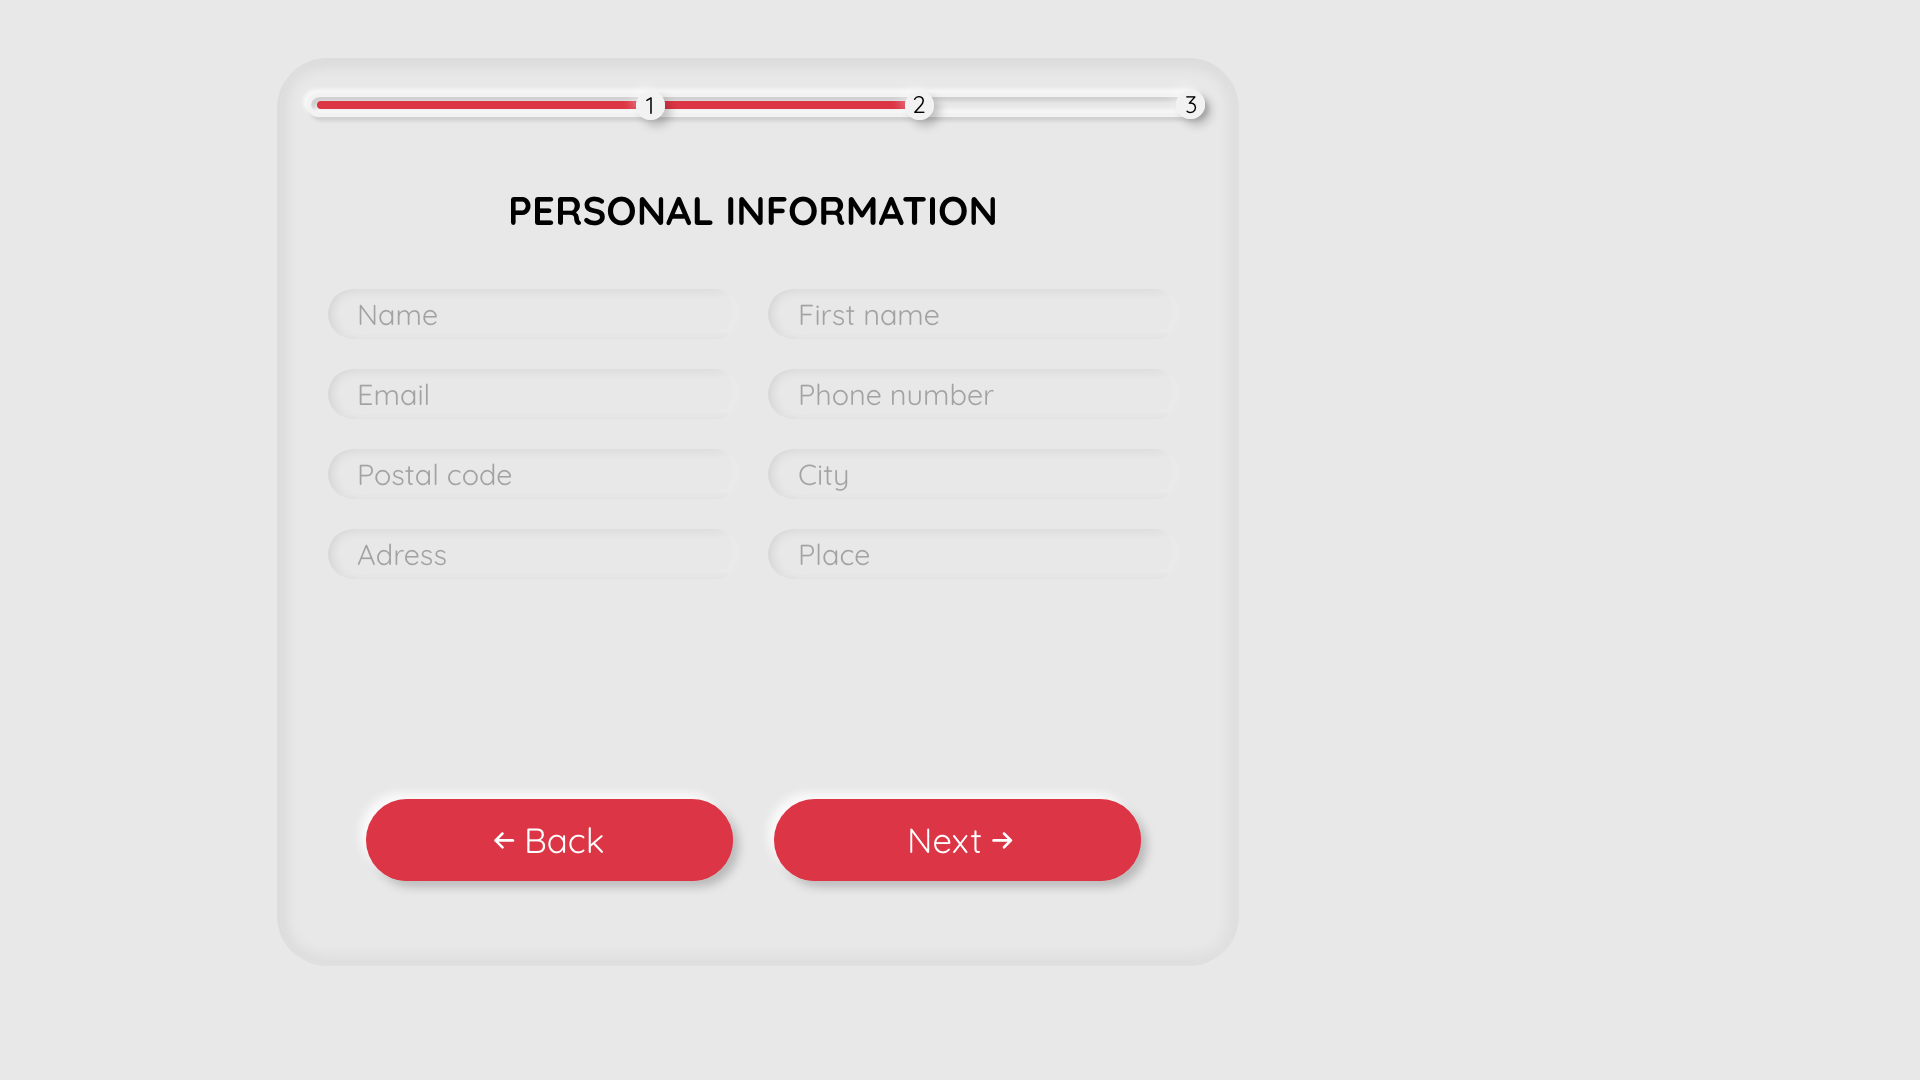 1 2 3
PERSONAL INFORMATION
Name First name
Email Phone number
Postal code City
Adress Place
← Back Next →